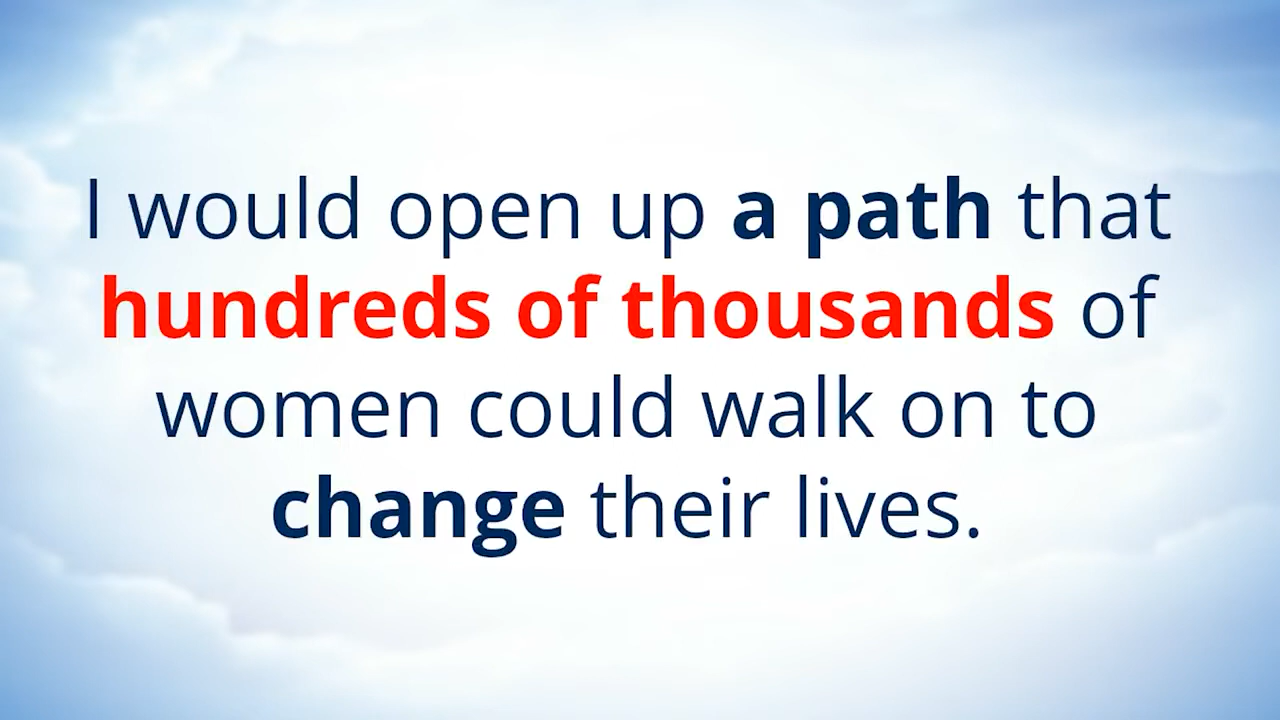 I would open up a path that
hundreds of thousands of
women could walk on to
change their lives.